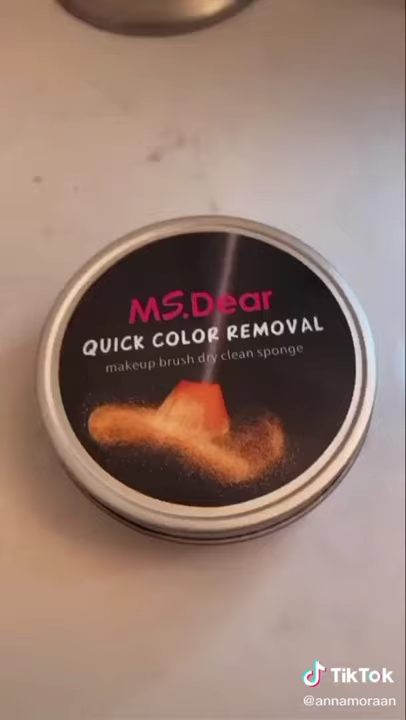 MS.Dear
QUICK COLOR REMOVAL
makeup brush dry clean sponge
TikTok
@annamoraan